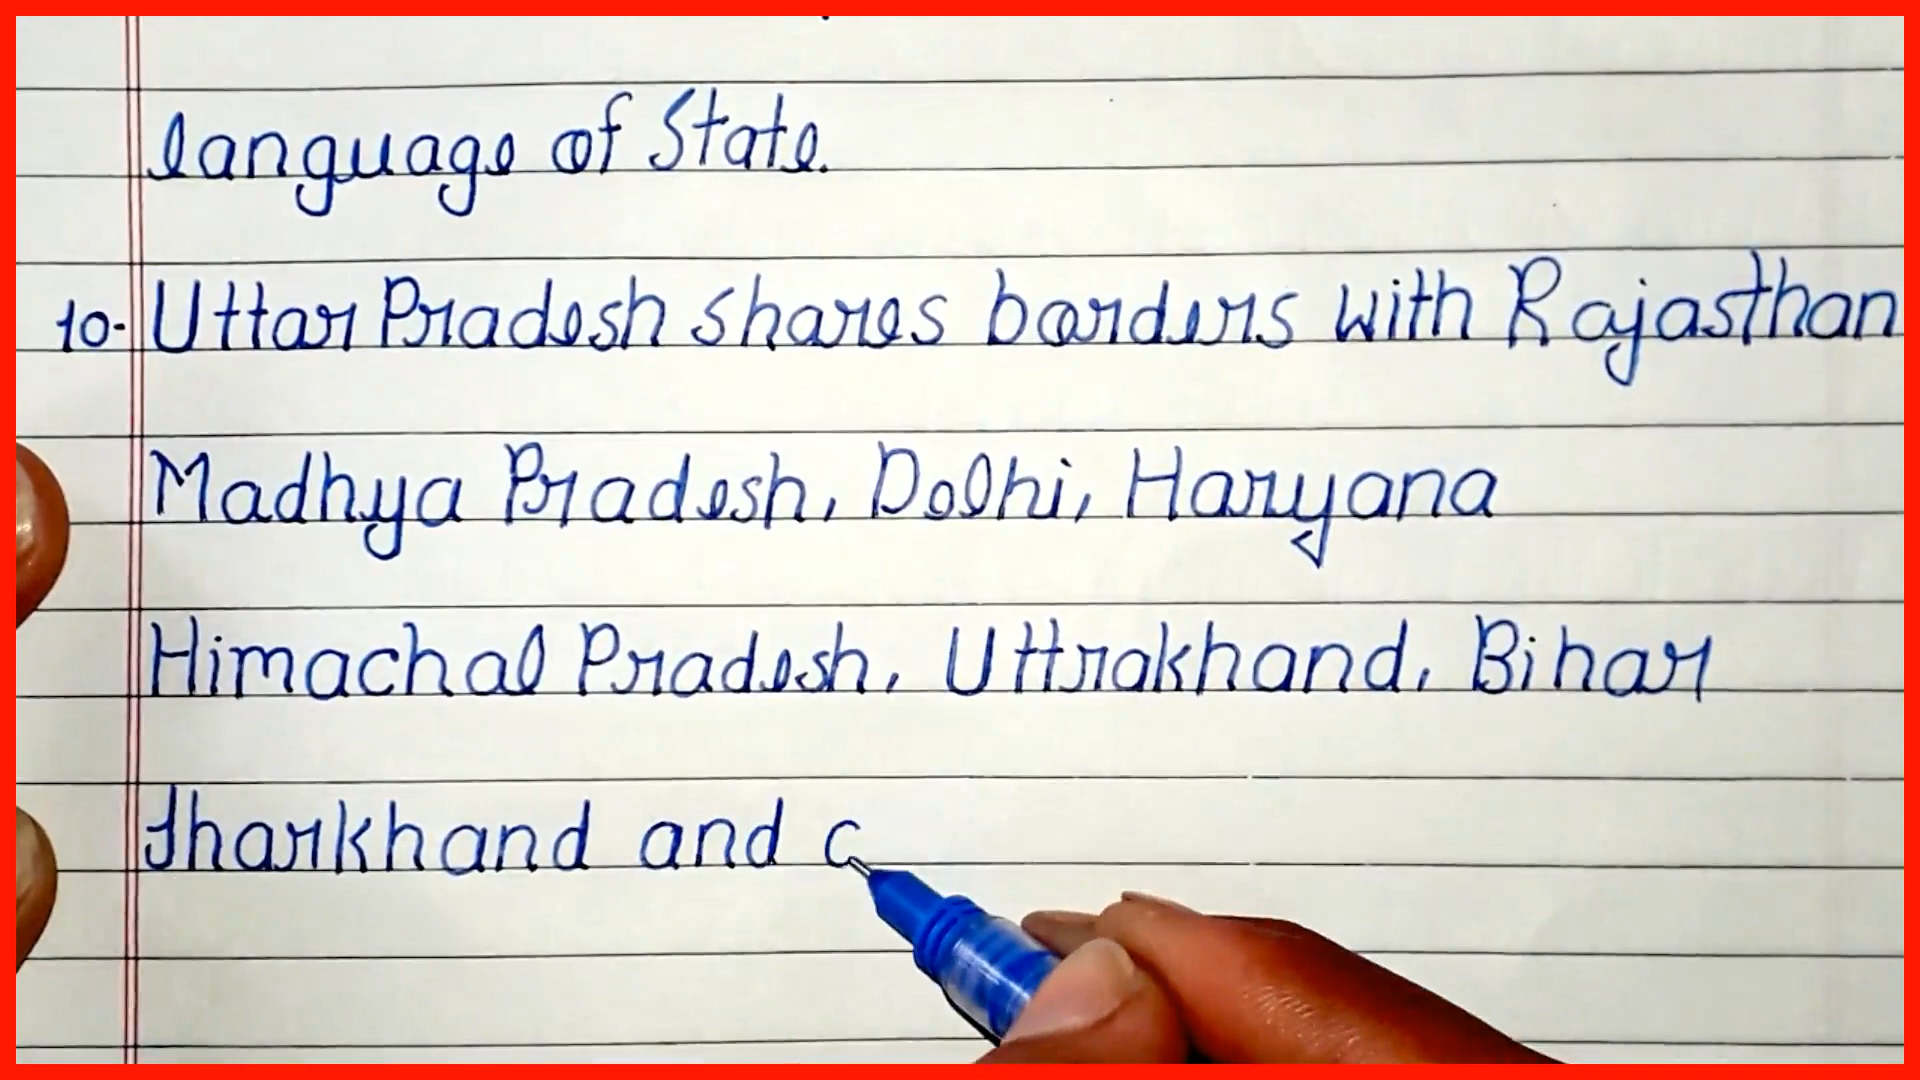 language of State.
10- Uttar Pradesh shares borders with Rajasthan
Madhya Pradesh, Delhi, Haryana
Himachal Pradesh, Uttrakhand, Bihar
Jharkhand and c